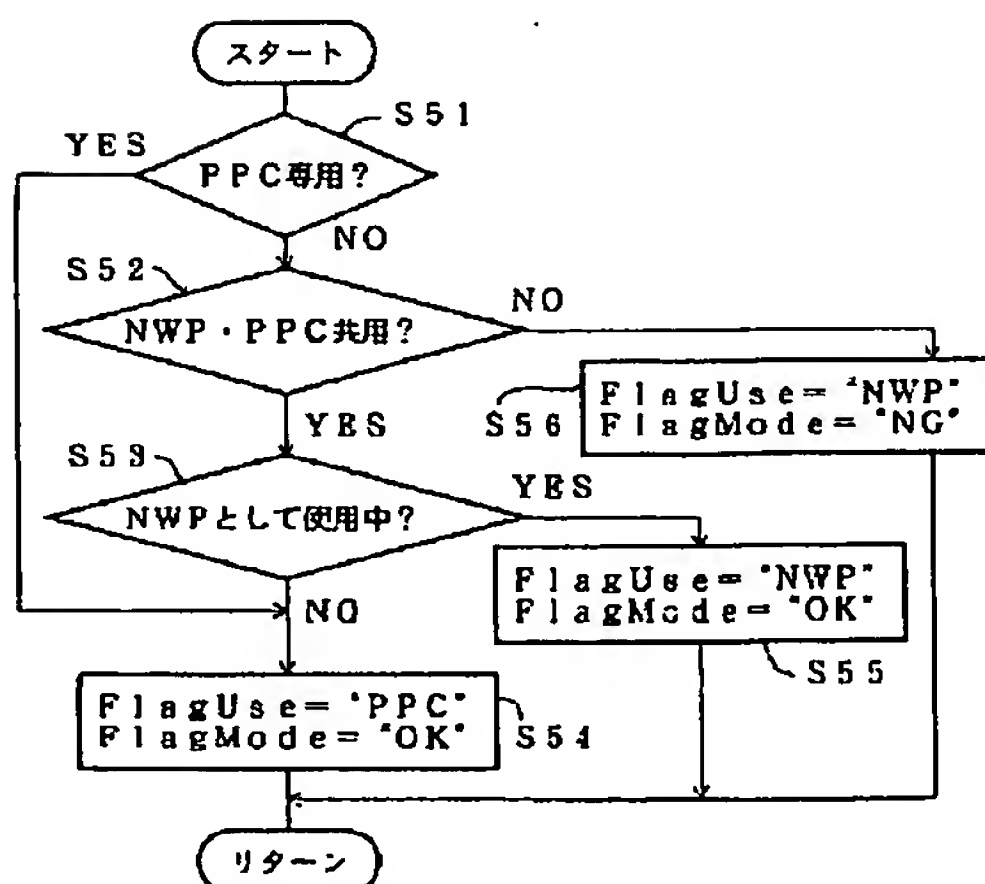 スタート
S51
YES
PPC専用?
NO
S52
NWP・PPC共用?
NO
YES
S56
FlagUse="NWP"
FlagMode="NG"
S53
NWPとして使用中?
YES
NO
FlagUse="NWP"
FlagMode="OK"
S55
FlagUse="PPC"
FlagMode="OK"
S54
リターン